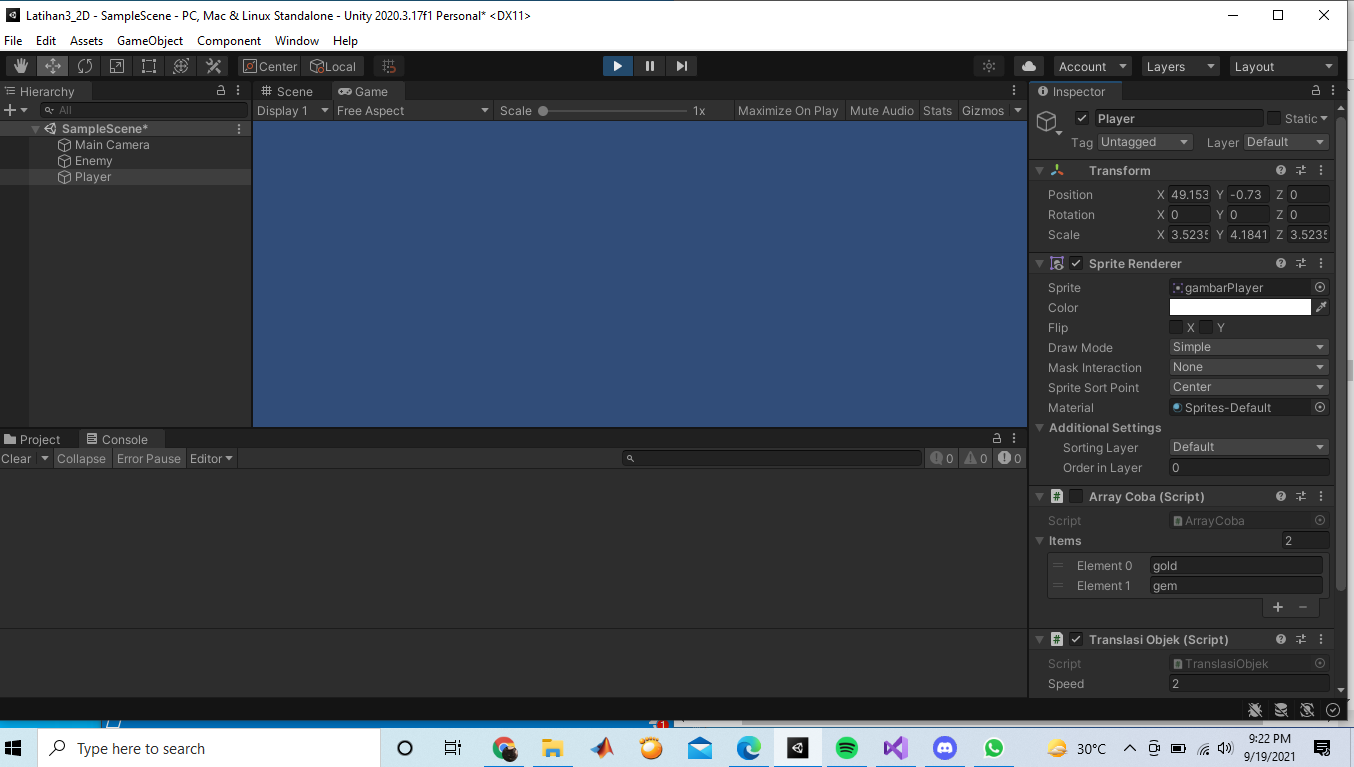 Latihan3_2D - SampleScene - PC, Mac & Linux Standalone - Unity 2020.3.17f1 Personal* <DX11>
File Edit Assets GameObject Component Window Help
Center Local Account Layers Layout
Hierarchy Scene Game Inspector
All Display 1 Free Aspect Scale 1x Maximize On Play Mute Audio Stats Gizmos
SampleScene*
Main Camera
Enemy
Player
Player Static
Tag Untagged Layer Default
Transform
Position X 49.153 Y -0.73 Z 0
Rotation X 0 Y 0 Z 0
Scale X 3.5235 Y 4.1841 Z 3.5235
Sprite Renderer
Sprite gambarPlayer
Color
Flip X Y
Draw Mode Simple
Mask Interaction None
Sprite Sort Point Center
Material Sprites-Default
Additional Settings
Sorting Layer Default
Order in Layer 0
Array Coba (Script)
Script ArrayCoba
Items 2
Element 0 gold
Element 1 gem
Translasi Objek (Script)
Script TranslasiObjek
Speed 2
Project Console
Clear Collapse Error Pause Editor 0 0 0
1
Type here to search 30°C 9:22 PM
9/19/2021